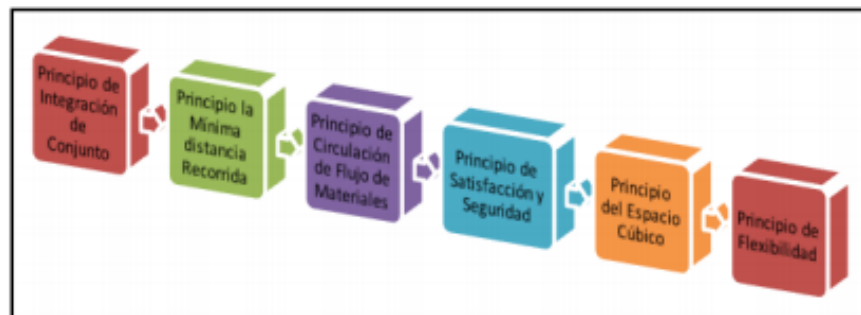 Principio de
Integración
de
Conjunto
Principio la
Mínima
distancia
Recorrida
Principio de
Circulación
de Flujo de
Materiales
Principio de
Satisfacción y
Seguridad
Principio
del Espacio
Cúbico
Principio de
Flexibilidad